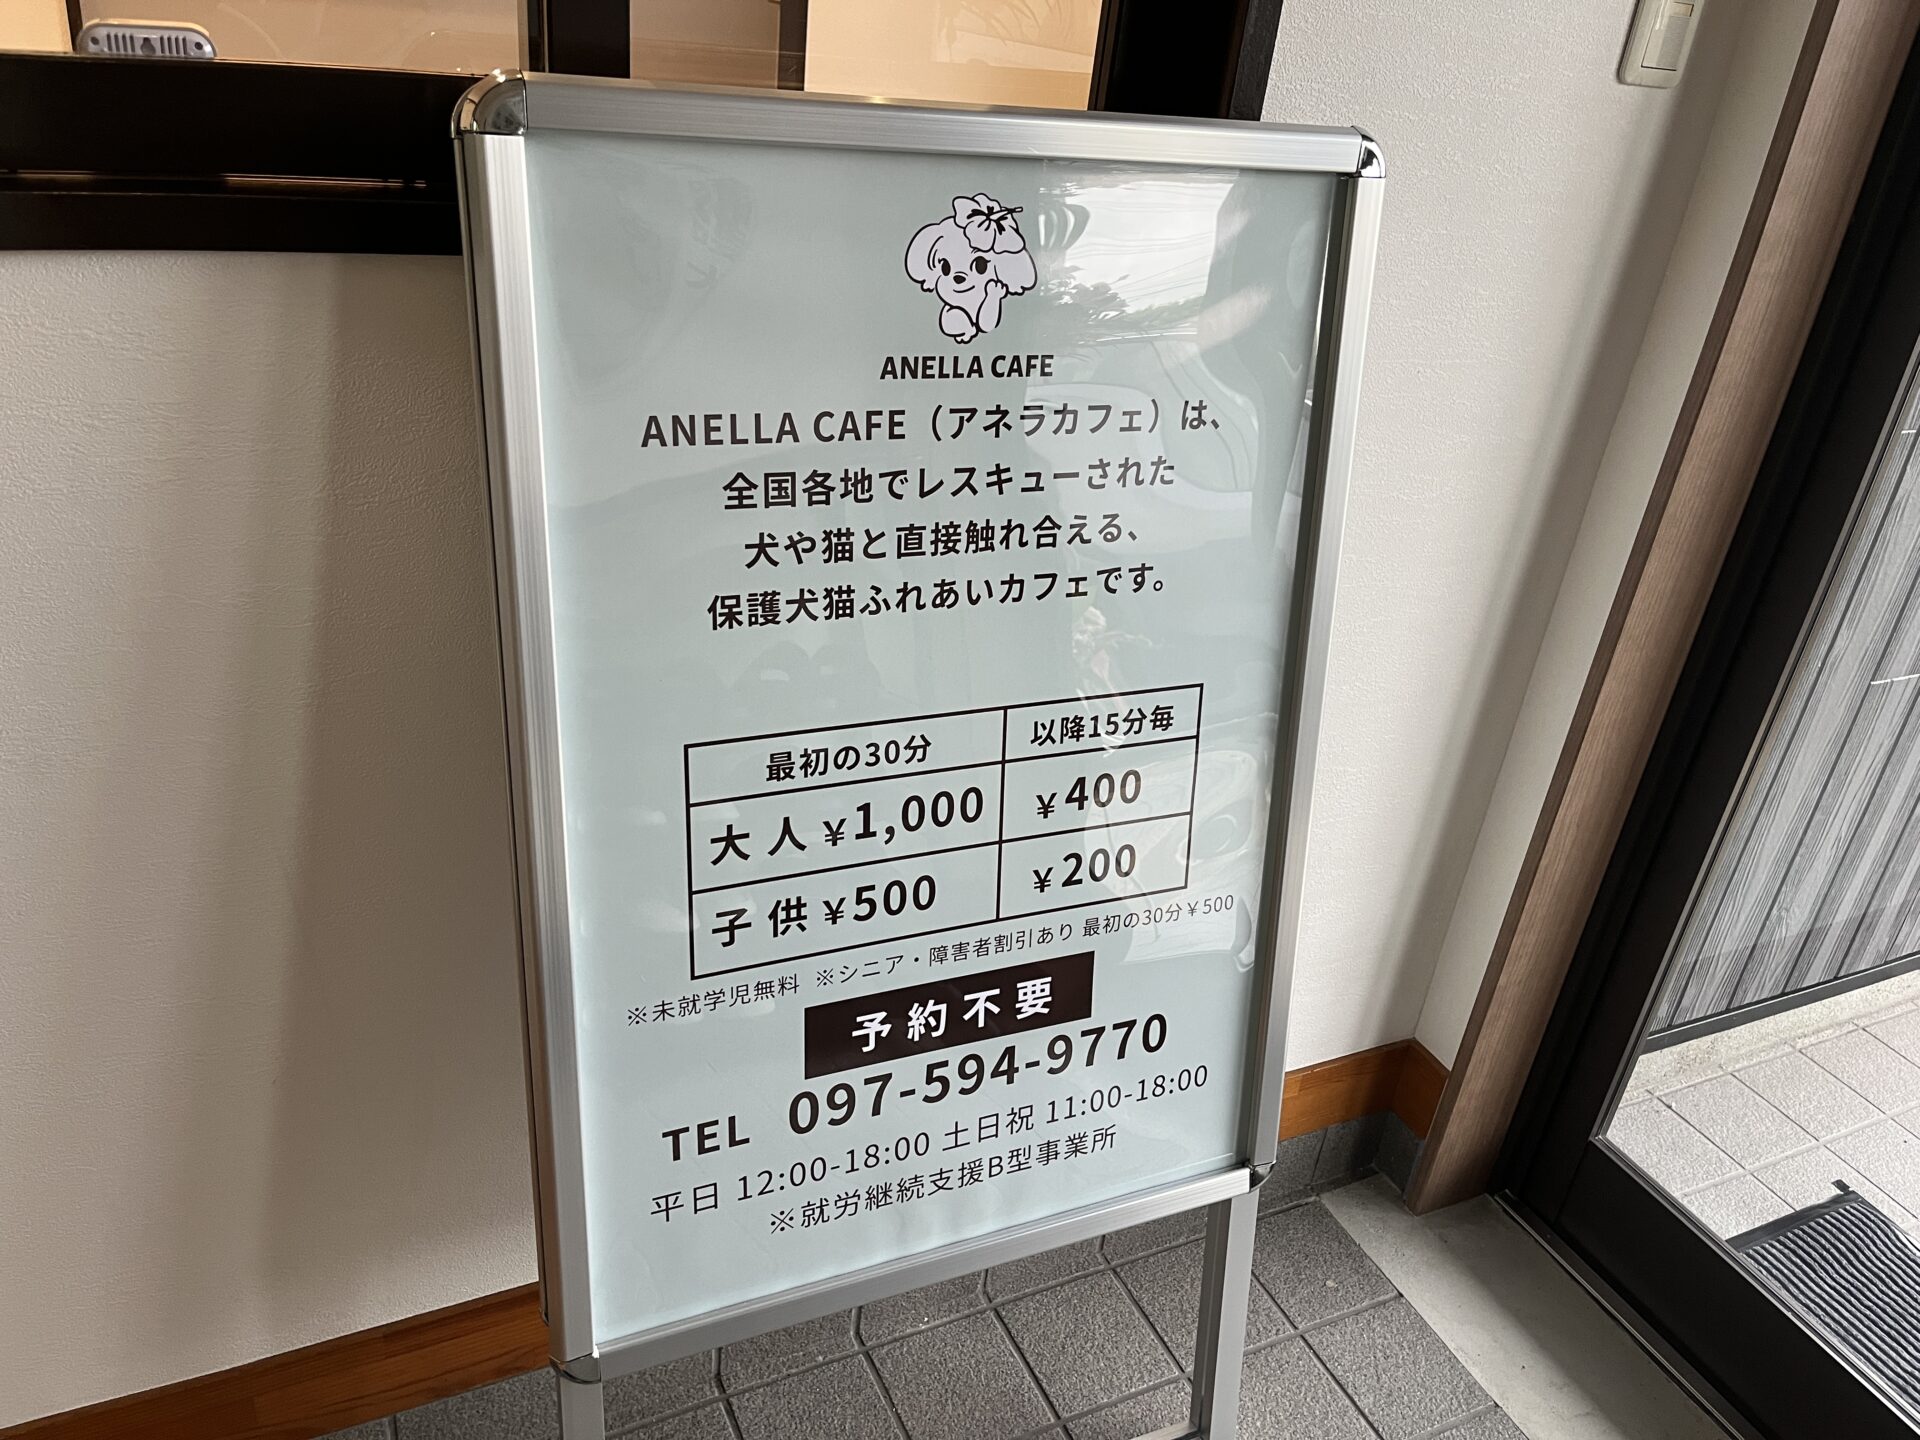 ANELLA CAFE
ANELLA CAFE（アネラカフェ）は、
全国各地でレスキューされた
犬や猫と直接触れ合える、
保護犬猫ふれあいカフェです。
最初の30分 以降15分毎
大人 ¥1,000 ¥400
子供 ¥500 ¥200
※未就学児無料 ※シニア・障害者割引あり 最初の30分¥500
予約不要
TEL 097-594-9770
平日 12:00-18:00 土日祝 11:00-18:00
※就労継続支援B型事業所